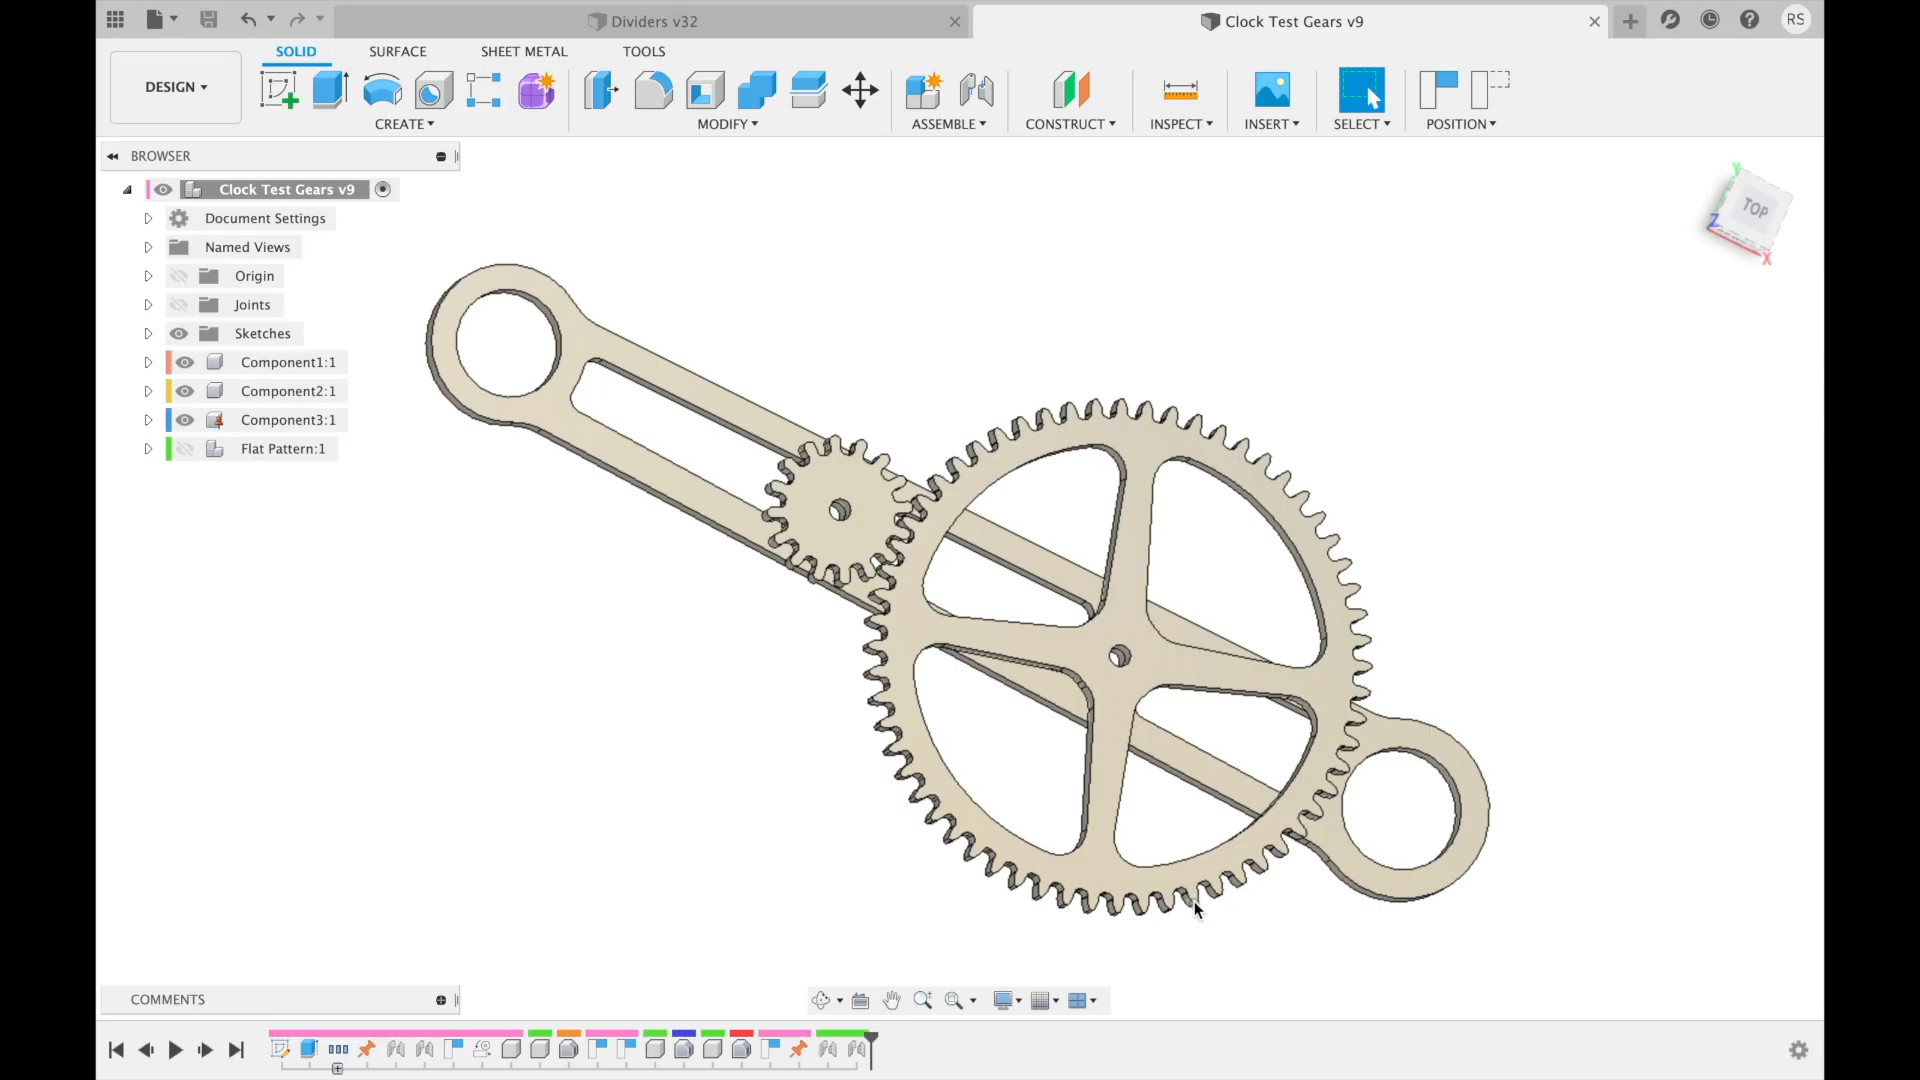 Dividers v32
Clock Test Gears v9
RS
DESIGN
SOLID
SURFACE
SHEET METAL
TOOLS
CREATE
MODIFY
ASSEMBLE
CONSTRUCT
INSPECT
INSERT
SELECT
POSITION
BROWSER
Clock Test Gears v9
Document Settings
Named Views
Origin
Joints
Sketches
Component1:1
Component2:1
Component3:1
Flat Pattern:1
Y
TOP
Z
X
COMMENTS